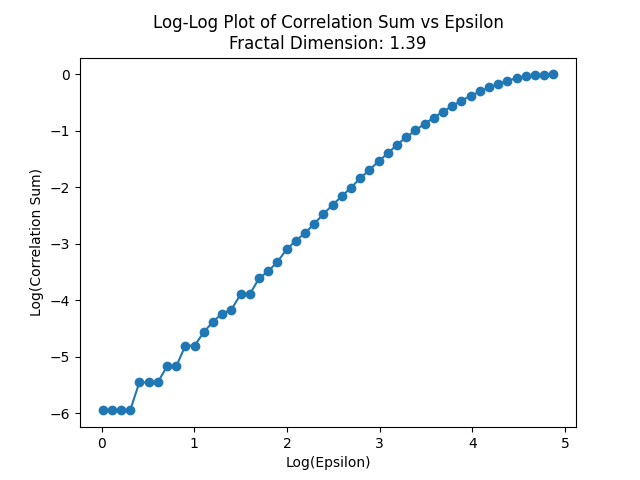 Log-Log Plot of Correlation Sum vs Epsilon
Fractal Dimension: 1.39
Log(Correlation Sum)
0
−1
−2
−3
−4
−5
−6
0 1 2 3 4 5
Log(Epsilon)